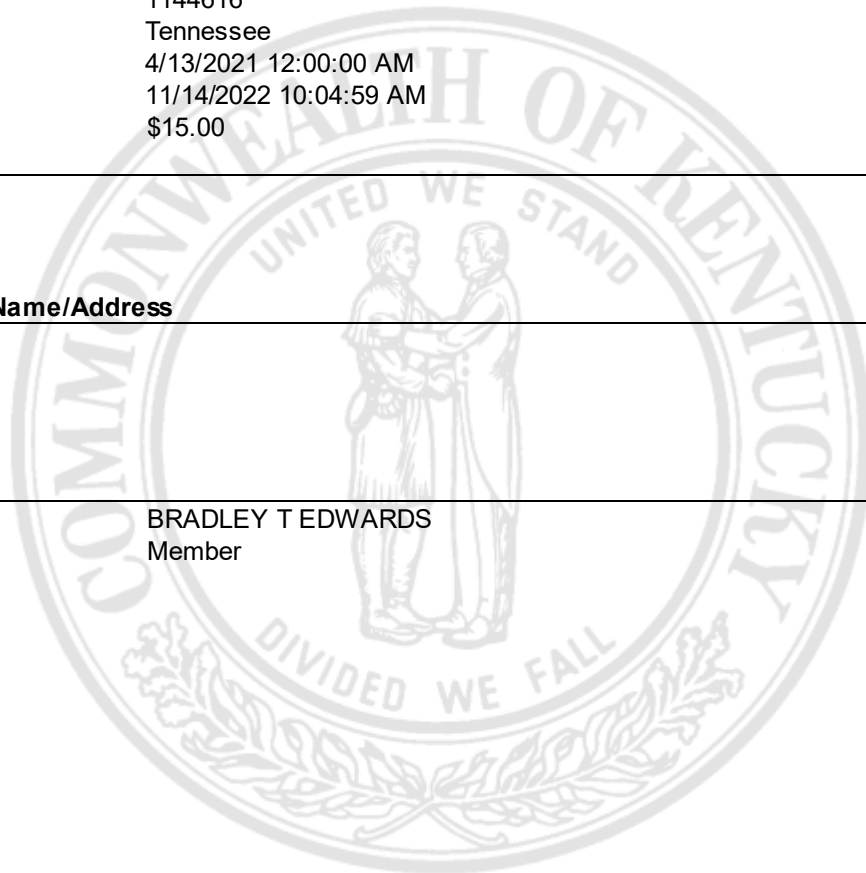 1144616
Tennessee
4/13/2021 12:00:00 AM
11/14/2022 10:04:59 AM
$15.00
COMMONWEALTH OF KENTUCKY
UNITED WE STAND
Name/Address
BRADLEY T EDWARDS
Member
DIVIDED WE FALL